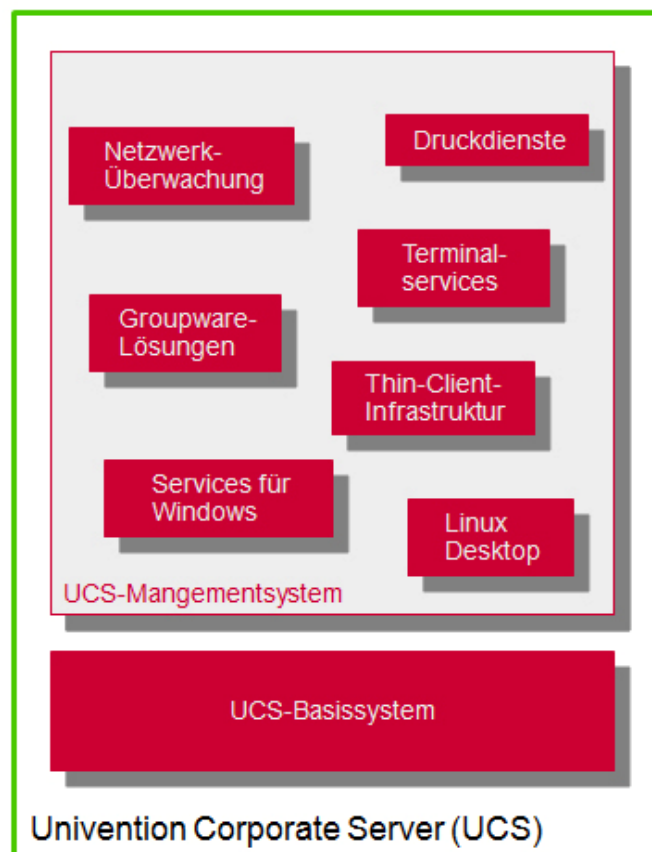 Netzwerk-
Überwachung
Druckdienste
Terminal-
services
Groupware-
Lösungen
Thin-Client-
Infrastruktur
Services für
Windows
Linux
Desktop
UCS-Mangementsystem
UCS-Basissystem
Univention Corporate Server (UCS)